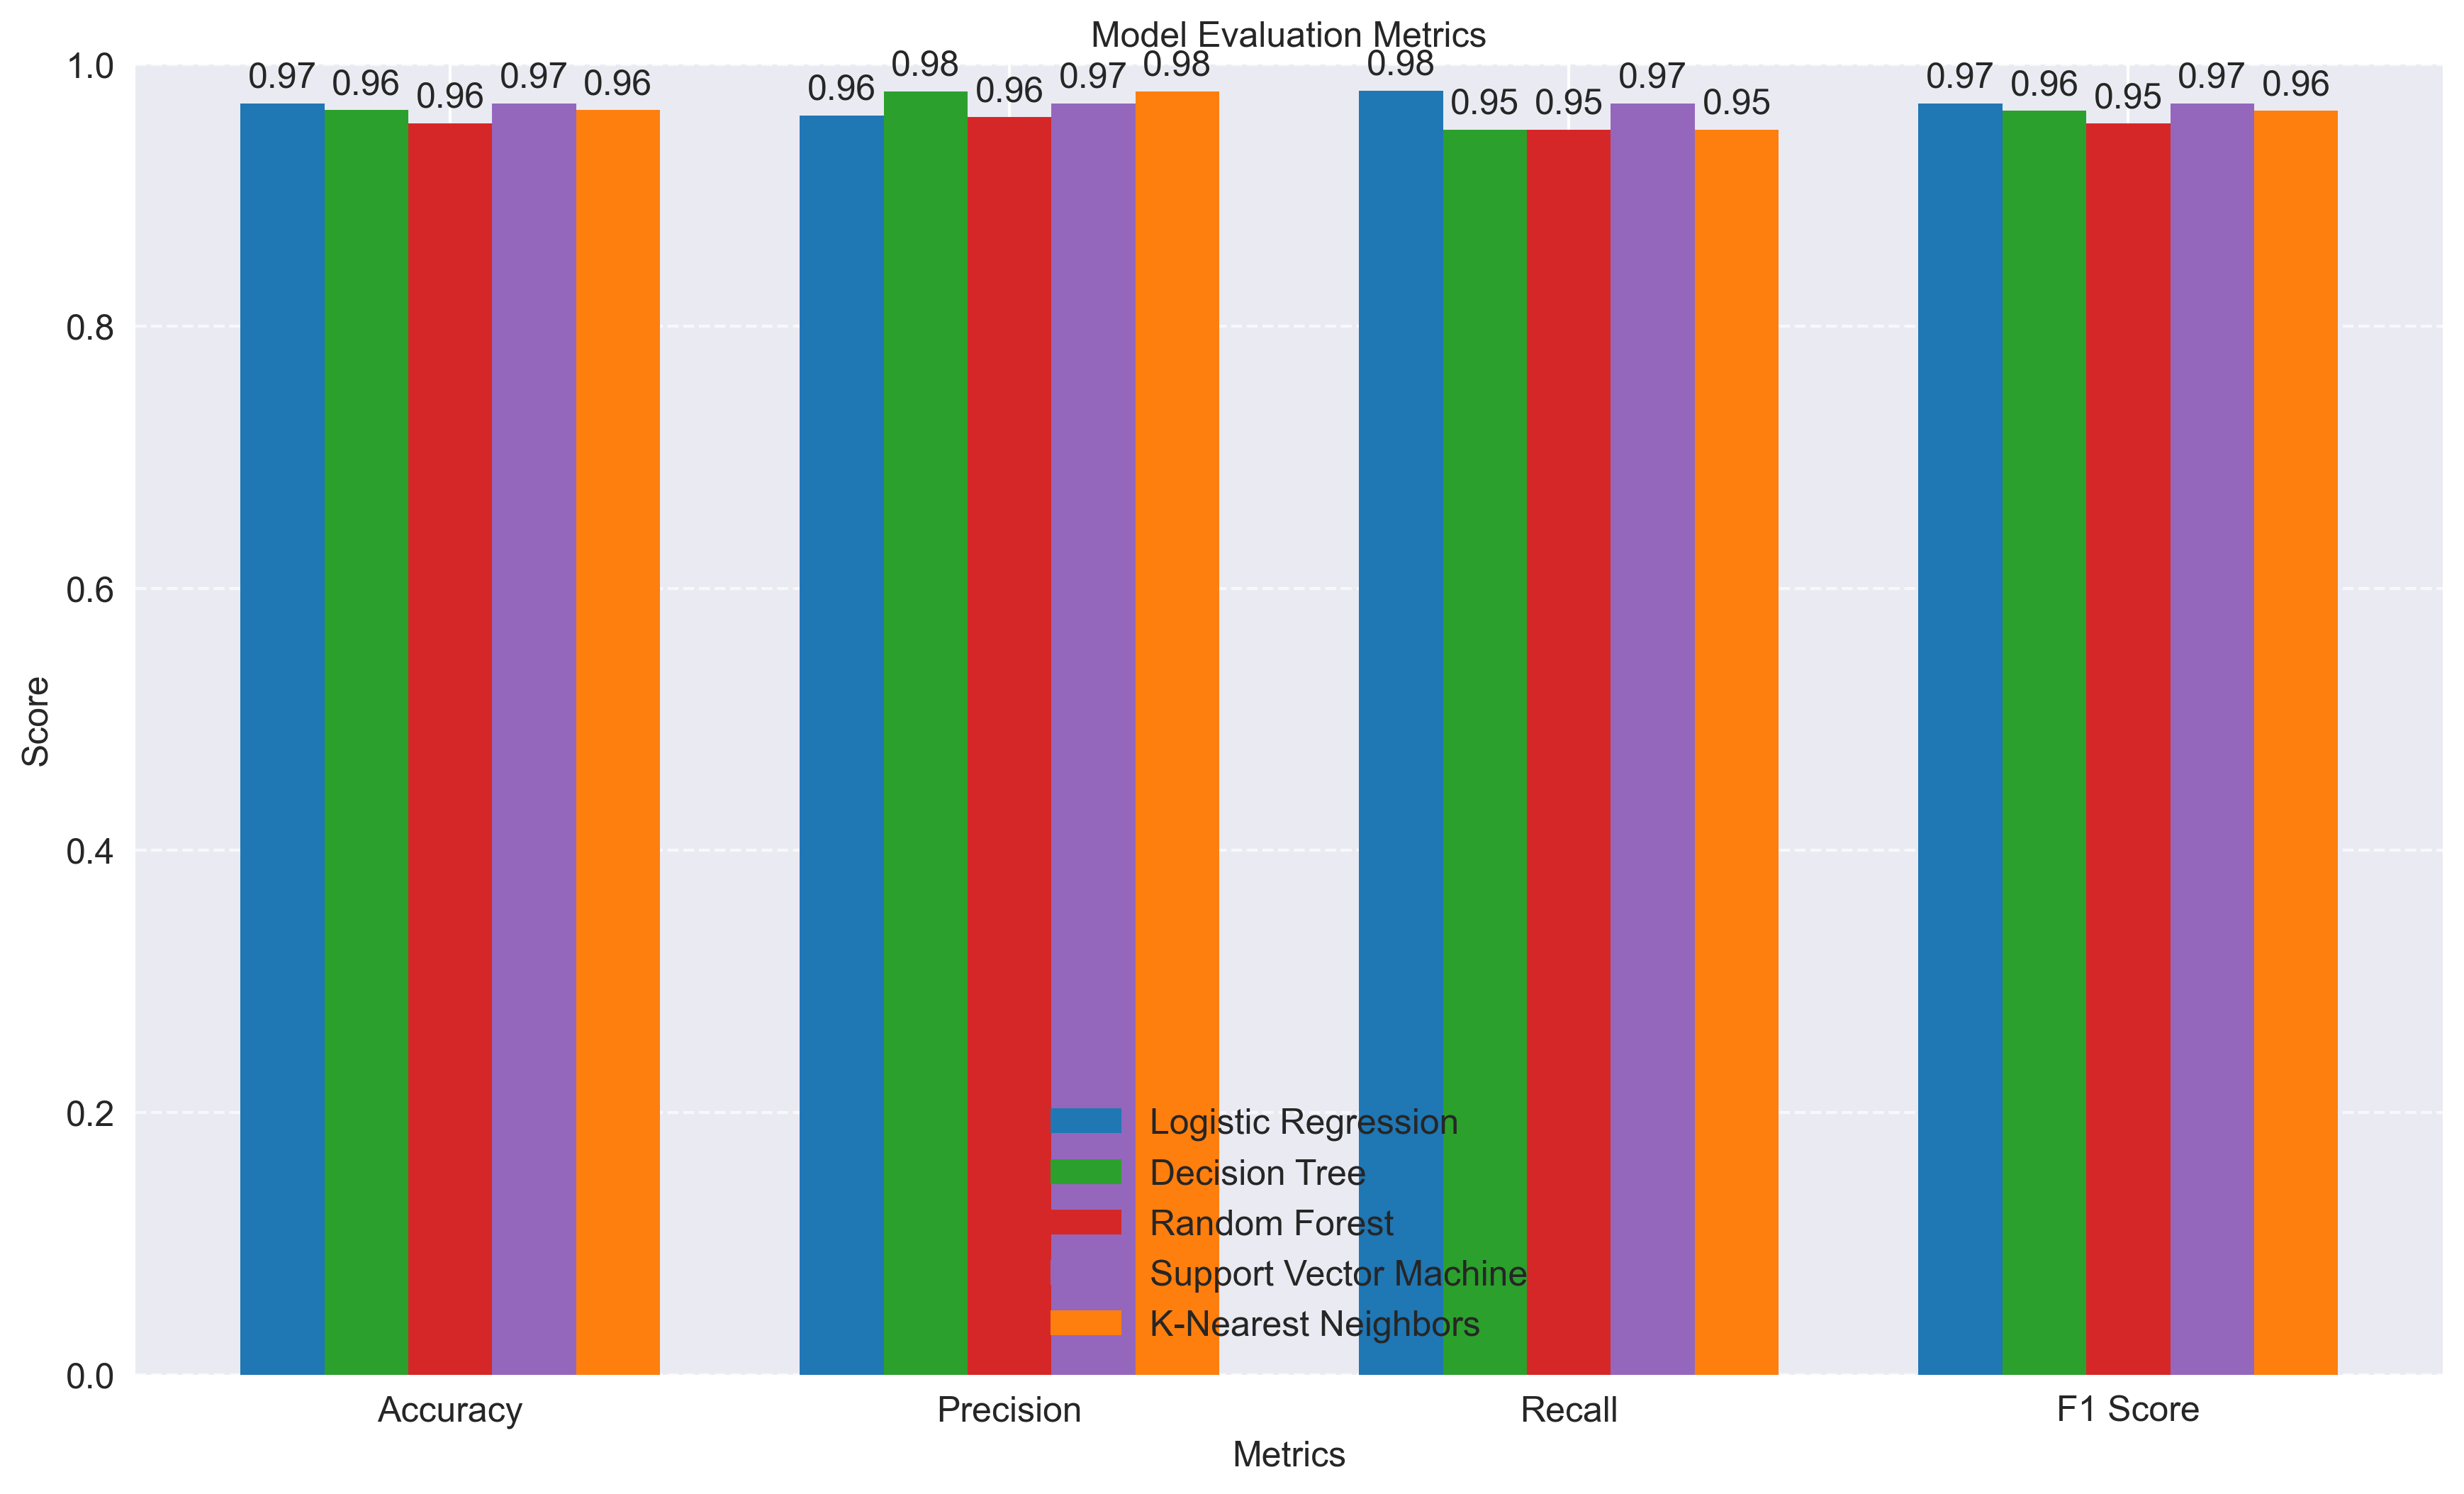 Model Evaluation Metrics
1.0
0.8
0.6
0.4
0.2
0.0
Score
0.97 0.96 0.96 0.97 0.96
0.96 0.98 0.96 0.97 0.98
0.98 0.95 0.95 0.97 0.95
0.97 0.96 0.95 0.97 0.96
Logistic Regression
Decision Tree
Random Forest
Support Vector Machine
K-Nearest Neighbors
Accuracy Precision Recall F1 Score
Metrics